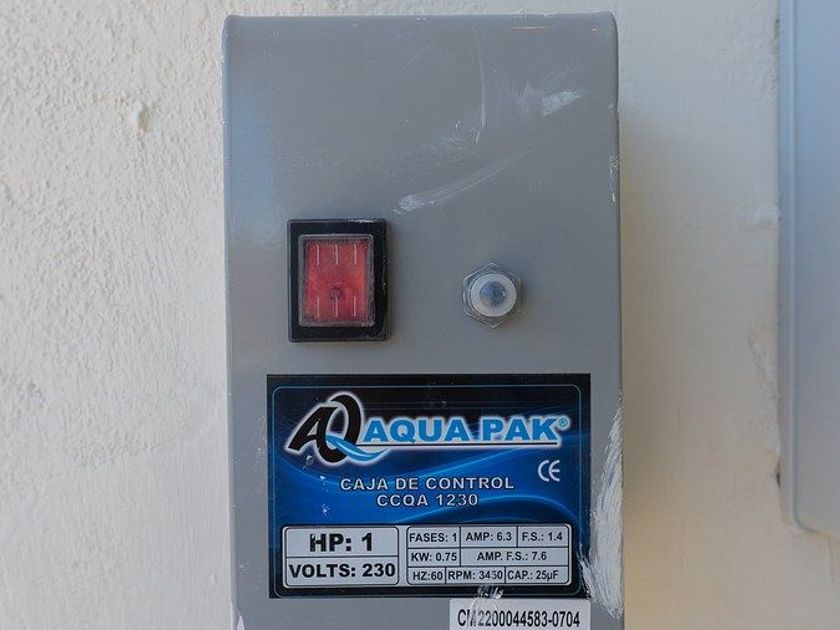 AQ AQUA PAK®
CE
CAJA DE CONTROL
CCQA 1230
HP: 1
VOLTS: 230
FASES: 1 AMP: 6.3 F.S.: 1.4
KW: 0.75 AMP. F.S.: 7.6
HZ:60 RPM: 3450 CAP.: 25µF
CM2200044583-0704